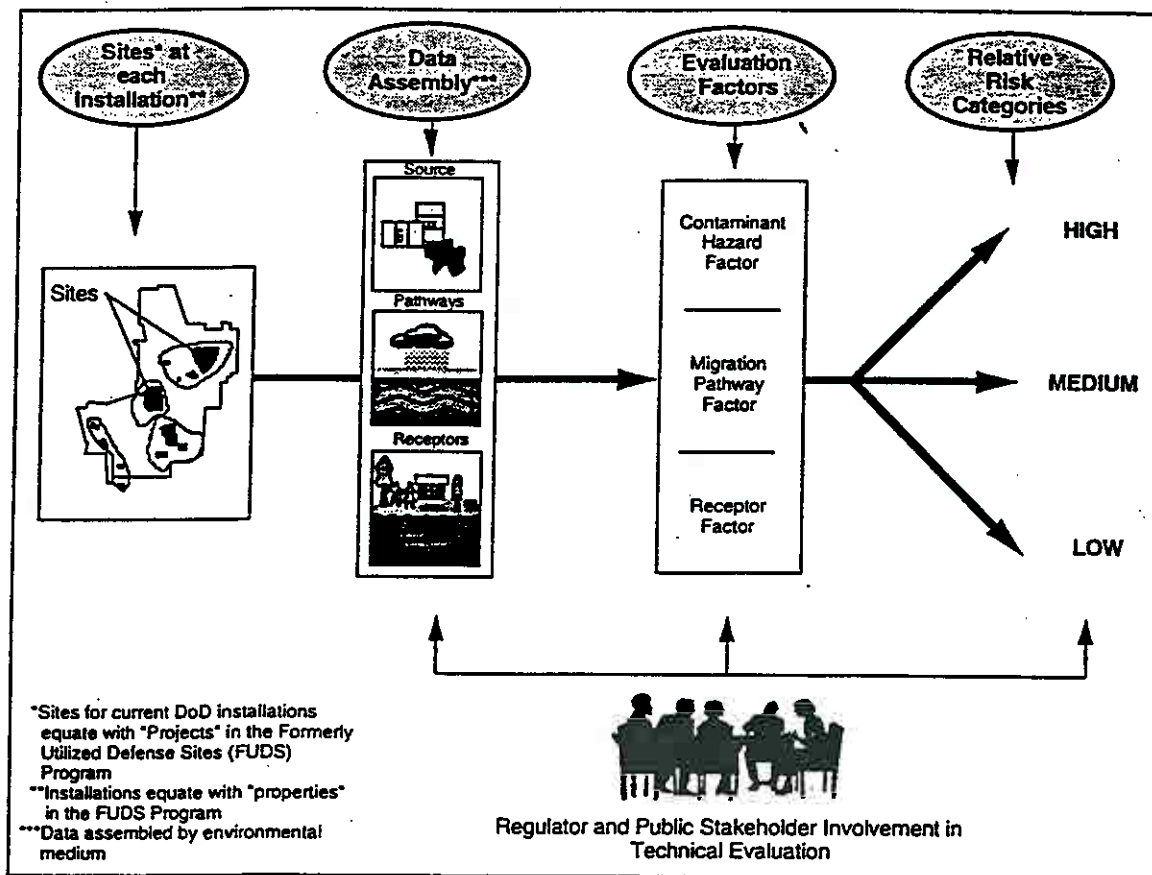 Sites* at
each
Installation**
Data
Assembly***
Evaluation
Factors
Relative
Risk
Categories
Sites
Source
Pathways
Receptors
Contaminant
Hazard
Factor
Migration
Pathway
Factor
Receptor
Factor
HIGH
MEDIUM
LOW
*Sites for current DoD installations
equate with "Projects" in the Formerly
Utilized Defense Sites (FUDS)
Program
**Installations equate with "properties"
in the FUDS Program
***Data assembled by environmental
medium
Regulator and Public Stakeholder Involvement in
Technical Evaluation